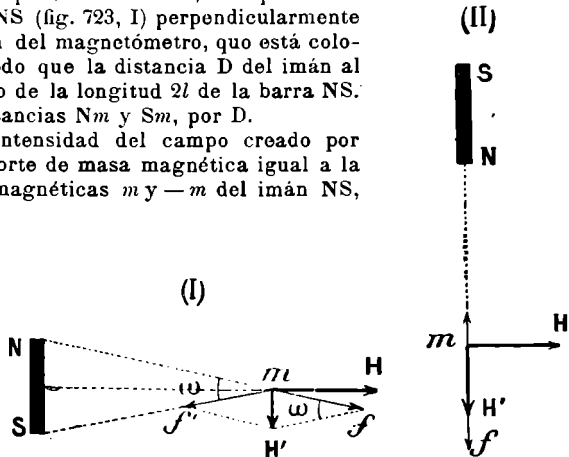 NS (fig. 723, I) perpendicularmente
del magnetómetro, quo está colo-
do que la distancia D del imán al
o de la longitud 2l de la barra NS.
tancias Nm y Sm, por D.
ntensidad del campo creado por
orte de masa magnética igual a la
magnéticas m y — m del imán NS,
(II)
S
N
m
H
H'
f
(I)
N
S
ω
m
H
f'
ω
f
H'